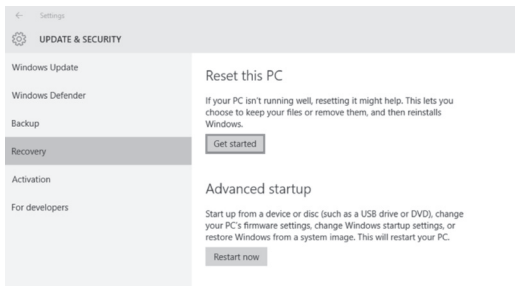 Settings
UPDATE & SECURITY
Windows Update
Windows Defender
Backup
Recovery
Activation
For developers
Reset this PC
If your PC isn't running well, resetting it might help. This lets you
choose to keep your files or remove them, and then reinstalls
Windows.
Get started
Advanced startup
Start up from a device or disc (such as a USB drive or DVD), change
your PC's firmware settings, change Windows startup settings, or
restore Windows from a system image. This will restart your PC.
Restart now